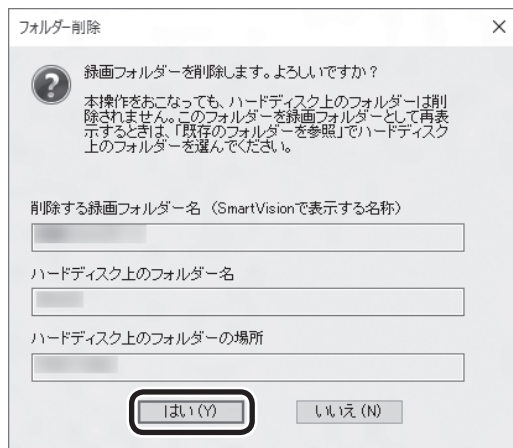 フォルダー削除
録画フォルダーを削除します。よろしいですか？
本操作をおこなっても、ハードディスク上のフォルダーは削
除されません。このフォルダーを録画フォルダーとして再表
示するときは、「既存のフォルダーを参照」でハードディスク
上のフォルダーを選んでください。
削除する録画フォルダー名（SmartVisionで表示する名称）
ハードディスク上のフォルダー名
ハードディスク上のフォルダーの場所
はい(Y) いいえ(N)